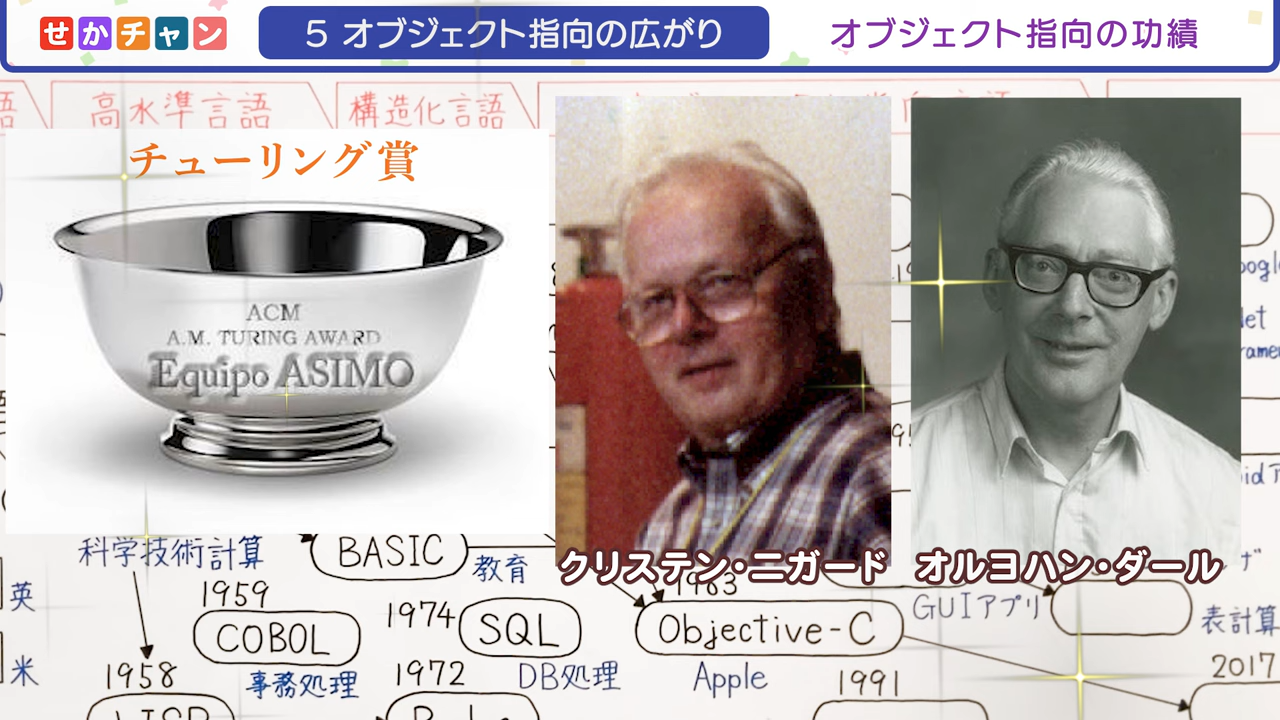 せかチャン
5 オブジェクト指向の広がり
オブジェクト指向の功績
語
高水準言語
構造化言語
チューリング賞
ACM
A.M. TURING AWARD
Equipo ASIMO
クリステン・ニガード
オルヨハン・ダール
科学技術計算
BASIC
教育
1983
GUIアプリ
英
1959
COBOL
1974
SQL
Objective-C
表計算
米
1958
事務処理
1972
DB処理
Apple
1991
2017
LISP